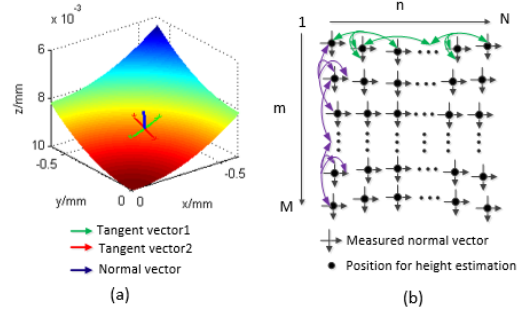 × 10⁻³
6
8
10
z/mm
-0.5
y/mm
0
0
x/mm
-0.5
Tangent vector1
Tangent vector2
Normal vector
(a)
n
1
N
m
M
Measured normal vector
Position for height estimation
(b)